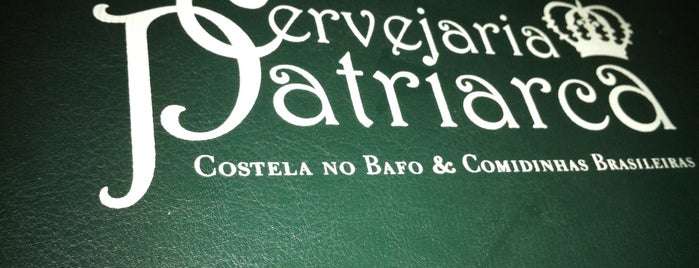 Cervejaria
Patriarca
Costela no Bafo & Comidinhas Brasileiras